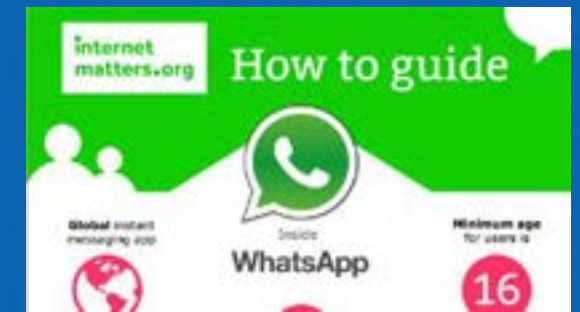 internet
matters.org
How to guide
Global instant
messaging app
Inside
WhatsApp
Minimum age
for users is
16